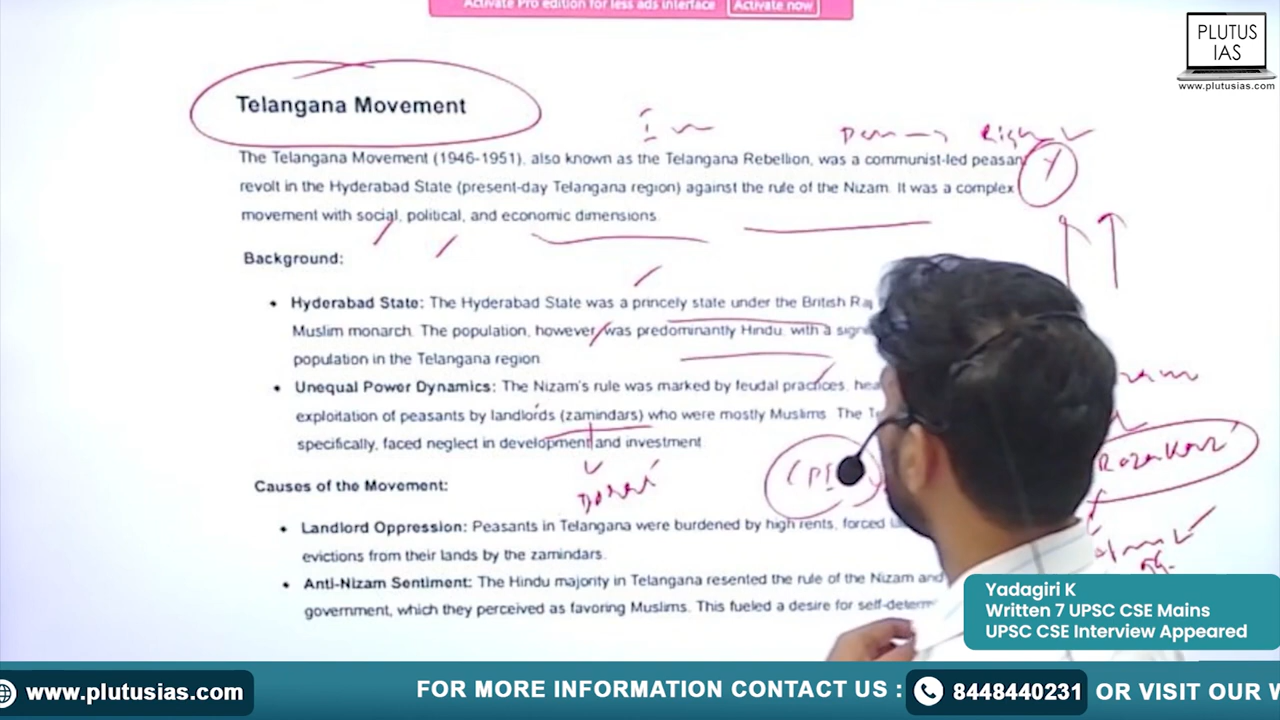 Activate Pro edition for less ads interface Activate now
PLUTUS
IAS
www.plutusias.com
Telangana Movement
The Telangana Movement (1946-1951), also known as the Telangana Rebellion, was a communist-led peasan
revolt in the Hyderabad State (present-day Telangana region) against the rule of the Nizam. It was a complex
movement with social, political, and economic dimensions.
Background:
• Hyderabad State: The Hyderabad State was a princely state under the British Raj
Muslim monarch. The population, however, was predominantly Hindu, with a
population in the Telangana region.
• Unequal Power Dynamics: The Nizam's rule was marked by feudal practices,
exploitation of peasants by landlords (zamindars) who were mostly Muslims. The
specifically, faced neglect in development and investment.
CPI
Razakars
Causes of the Movement:
• Landlord Oppression: Peasants in Telangana were burdened by high rents, forced
evictions from their lands by the zamindars.
• Anti-Nizam Sentiment: The Hindu majority in Telangana resented the rule of the Nizam and
government, which they perceived as favoring Muslims. This fueled a desire for
Yadagiri K
Written 7 UPSC CSE Mains
UPSC CSE Interview Appeared
www.plutusias.com FOR MORE INFORMATION CONTACT US : 8448440231 OR VISIT OUR W